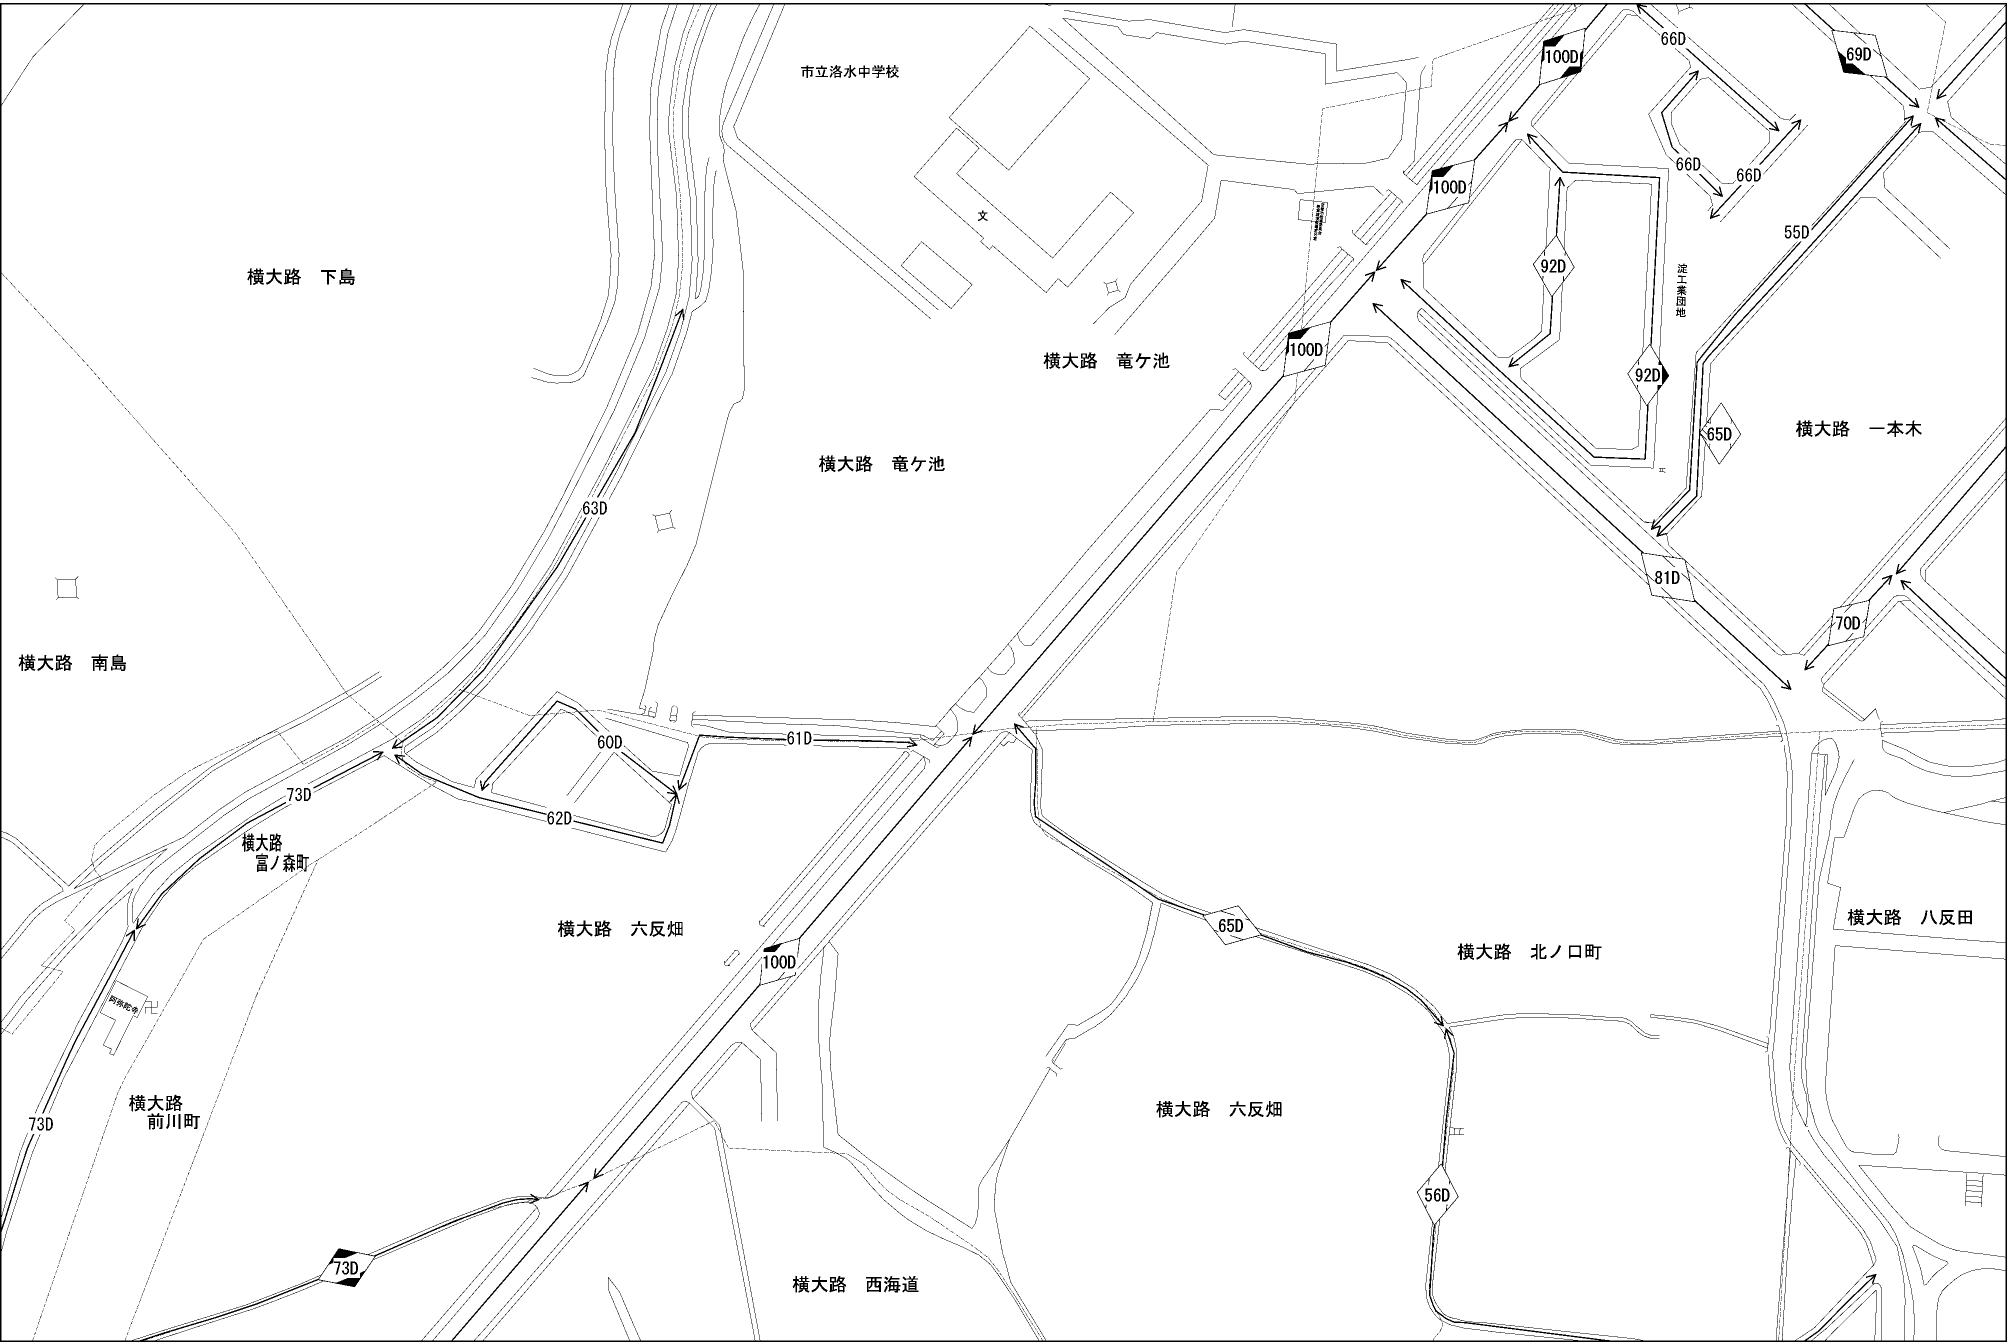 66D
100D
69D
市立洛水中学校
66D
66D
100D
文
55D
92D
淀工業団地
横大路　下島
100D
横大路　竜ケ池
92D
横大路　一本木
65D
横大路　竜ケ池
63D
81D
70D
横大路　南島
60D
61D
73D
62D
横大路
富ノ森町
横大路　八反田
横大路　六反畑
65D
横大路　北ノ口町
100D
阿弥陀寺
横大路
前川町
73D
横大路　六反畑
56D
73D
横大路　西海道